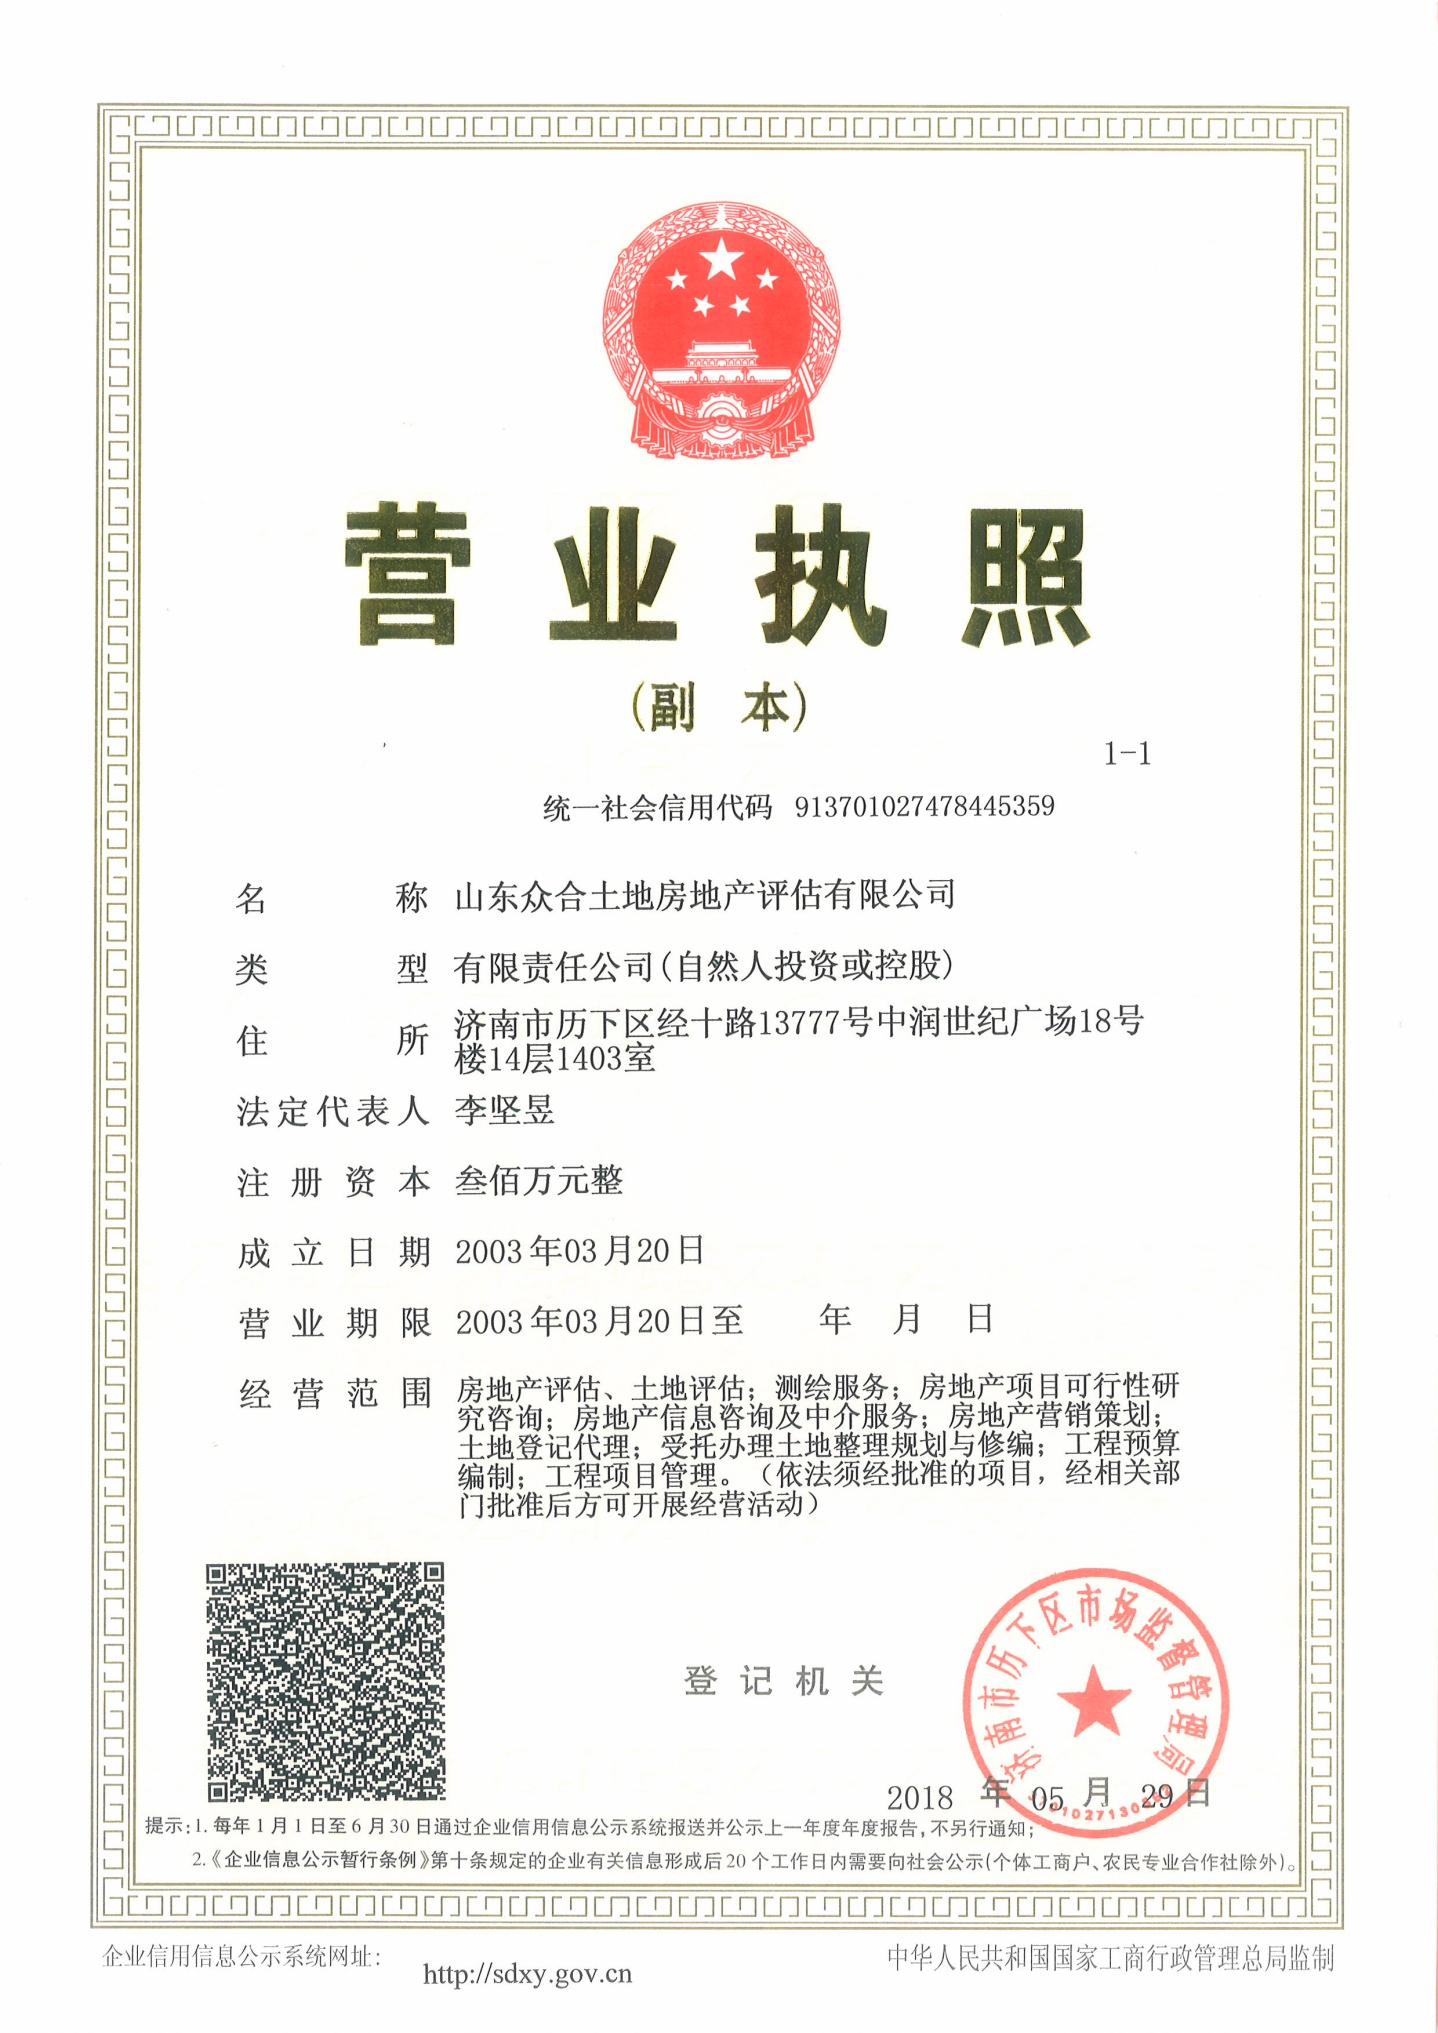 营业执照
(副 本)
1-1
统一社会信用代码 913701027478445359
名 称 山东众合土地房地产评估有限公司
类 型 有限责任公司(自然人投资或控股)
住 所 济南市历下区经十路13777号中润世纪广场18号
楼14层1403室
法定代表人 李坚昱
注册资本 叁佰万元整
成立日期 2003年03月20日
营业期限 2003年03月20日至 年 月 日
经营范围 房地产评估、土地评估；测绘服务；房地产项目可行性研
究咨询；房地产信息咨询及中介服务；房地产营销策划；
土地登记代理；受托办理土地整理规划与修编；工程预算
编制；工程项目管理。（依法须经批准的项目，经相关部
门批准后方可开展经营活动）
登记机关
济南市历下区市场监督管理局
2018 年 05 月 29 日
提示:1. 每年1月1日至6月30日通过企业信用信息公示系统报送并公示上一年度年度报告,不另行通知;
2.《企业信息公示暂行条例》第十条规定的企业有关信息形成后20个工作日内需要向社会公示(个体工商户、农民专业合作社除外)。
企业信用信息公示系统网址:
http://sdxy.gov.cn
中华人民共和国国家工商行政管理总局监制